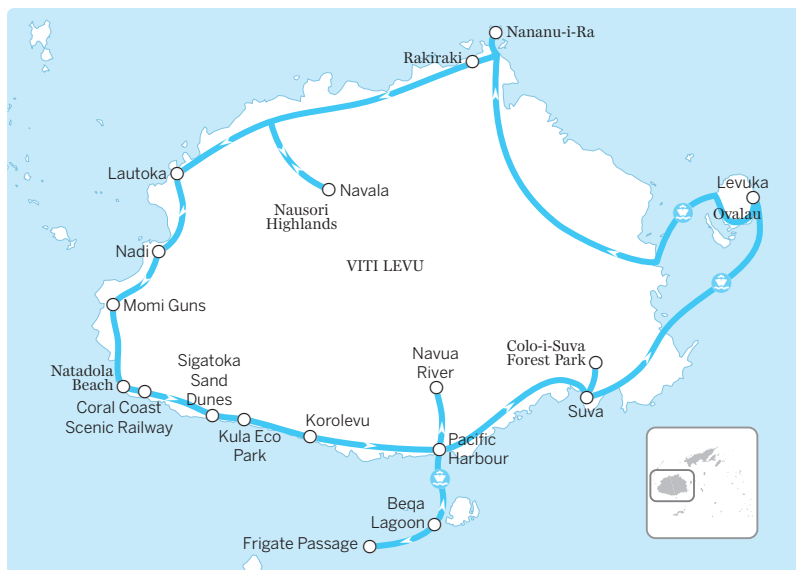 Nananu-i-Ra
Rakiraki
Lautoka
Navala
Nausori
Highlands
Levuka
Ovalau
Nadi
VITI LEVU
Momi Guns
Natadola
Beach
Coral Coast
Scenic Railway
Sigatoka
Sand
Dunes
Kula Eco
Park
Korolevu
Navua
River
Colo-i-Suva
Forest Park
Suva
Pacific
Harbour
Beqa
Lagoon
Frigate Passage